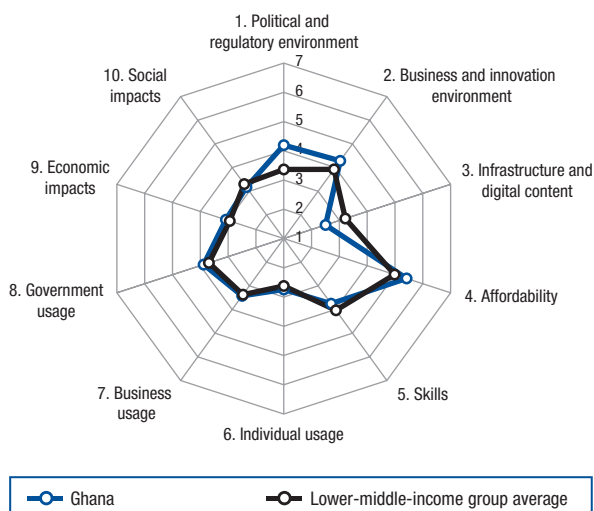 1. Political and
regulatory environment
10. Social
impacts
2. Business and innovation
environment
9. Economic
impacts
3. Infrastructure and
digital content
8. Government
usage
4. Affordability
7. Business
usage
5. Skills
6. Individual usage
7
6
5
4
3
2
1
Ghana
Lower-middle-income group average